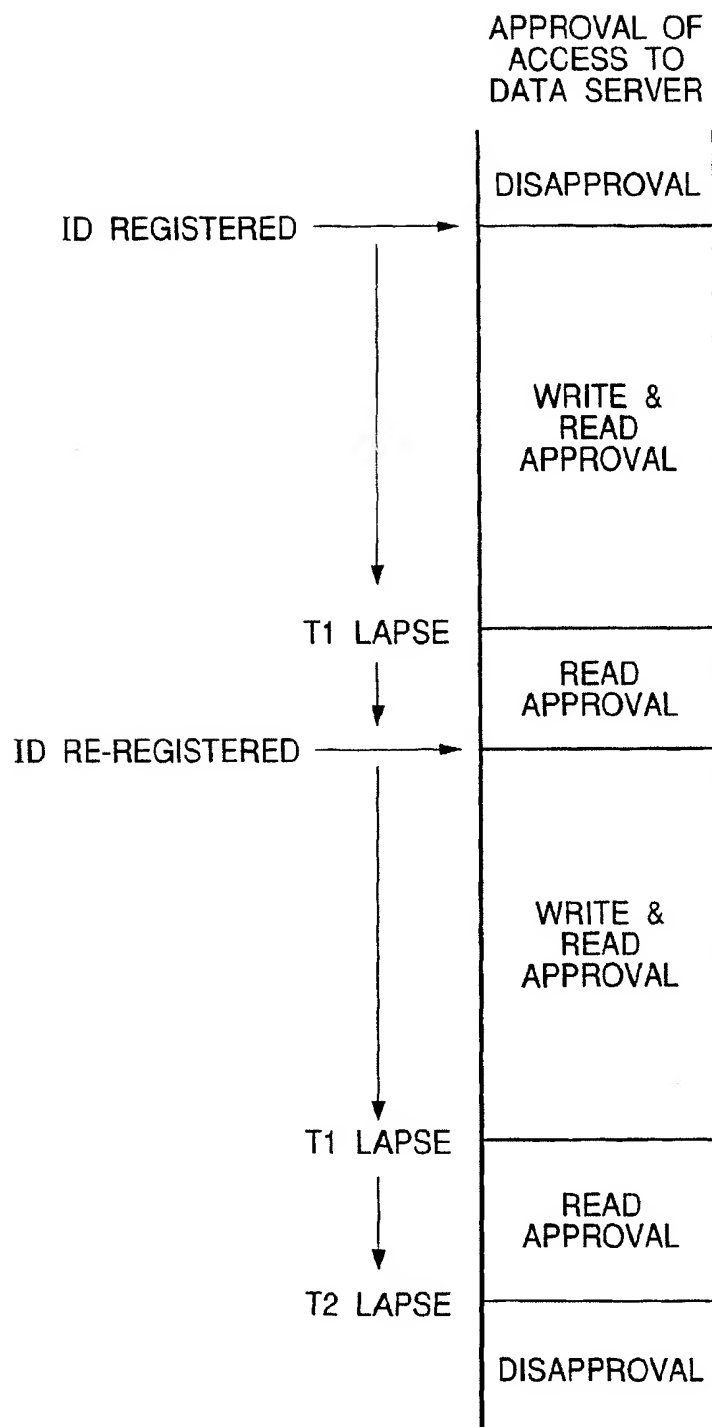 APPROVAL OF
ACCESS TO
DATA SERVER
DISAPPROVAL
ID REGISTERED
WRITE &
READ
APPROVAL
T1 LAPSE
READ
APPROVAL
ID RE-REGISTERED
WRITE &
READ
APPROVAL
T1 LAPSE
READ
APPROVAL
T2 LAPSE
DISAPPROVAL